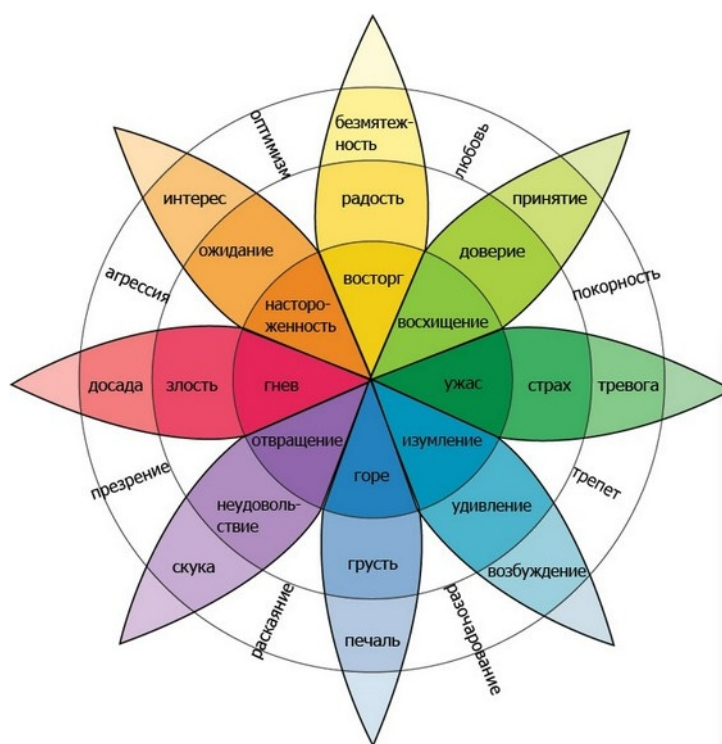 безмятеж-
ность
оптимизм
любовь
интерес
радость
принятие
ожидание
доверие
агрессия
покорность
насторо-
женность
восторг
восхищение
досада
злость
гнев
ужас
страх
тревога
отвращение
изумление
презрение
горе
трепет
неудоволь-
ствие
удивление
скука
грусть
возбуждение
раскаяние
печаль
разочарование